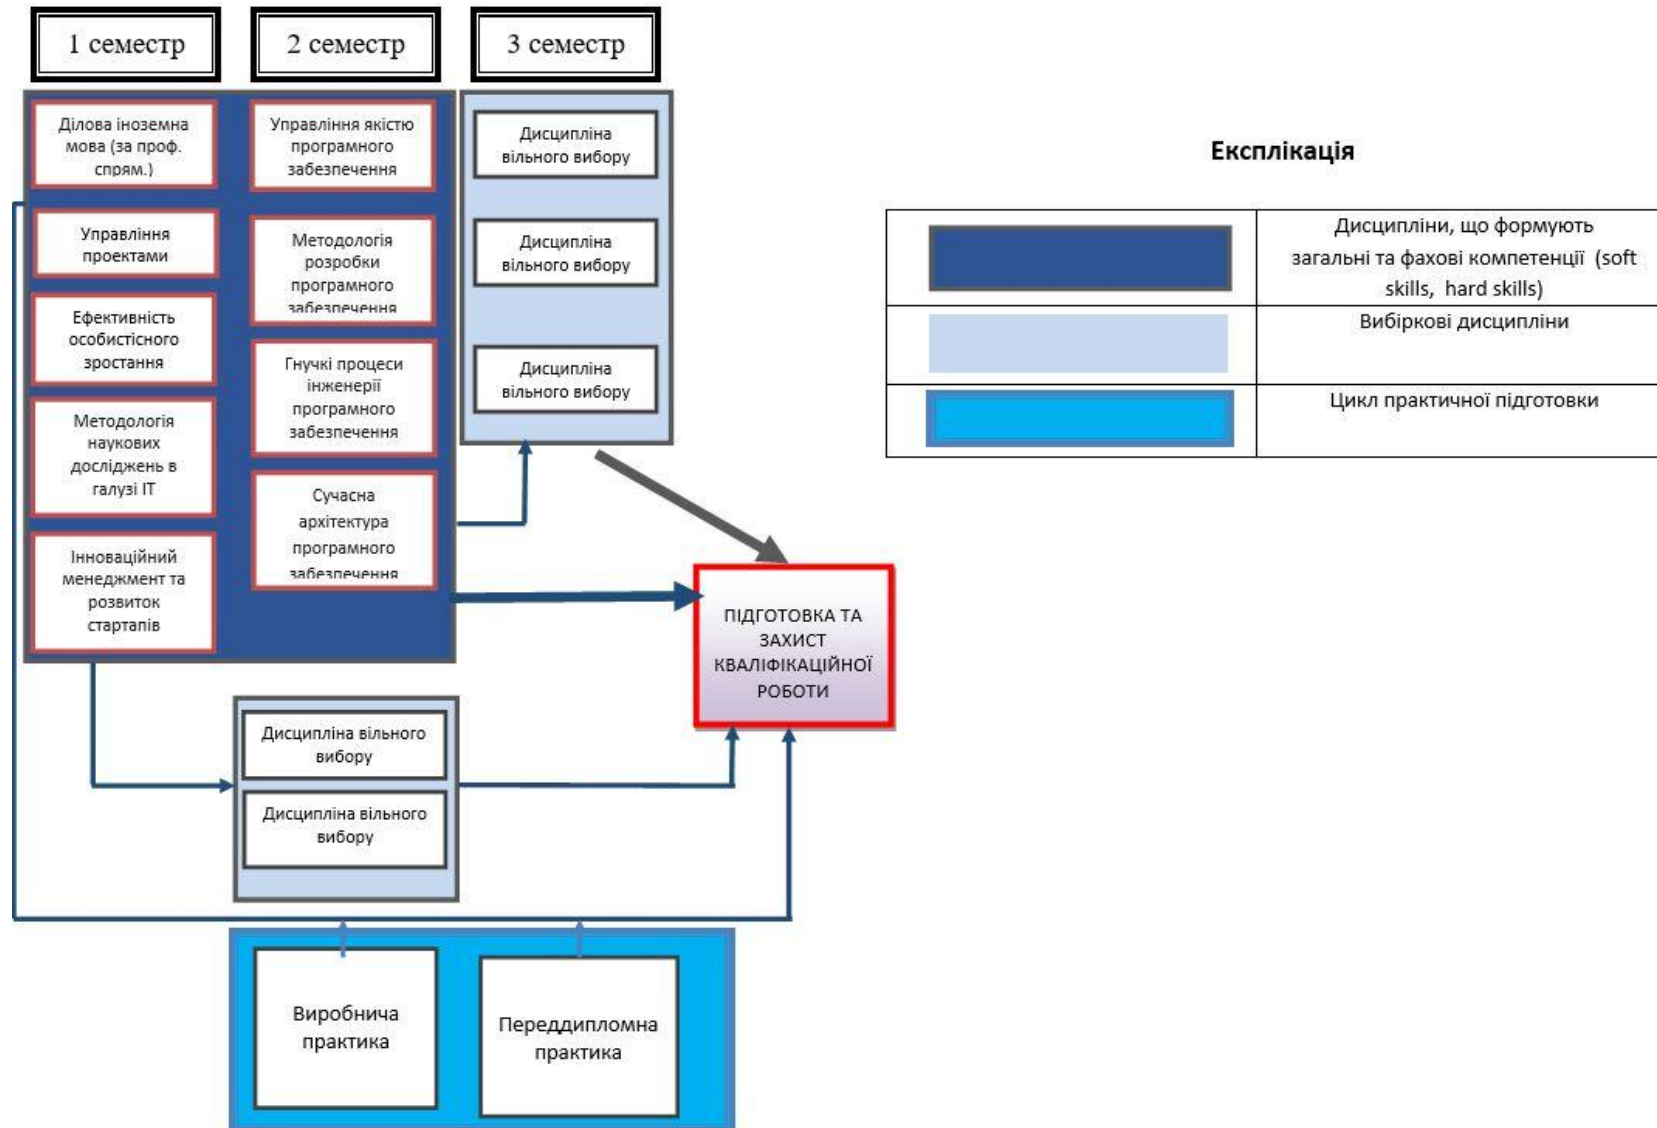 1 семестр
2 семестр
3 семестр
Ділова іноземна
мова (за проф.
спрям.)
Управління
проектами
Ефективність
особистісного
зростання
Методологія
наукових
досліджень в
галузі ІТ
Інноваційний
менеджмент та
розвиток
стартапів
Управління якістю
програмного
забезпечення
Методологія
розробки
програмного
забезпечення
Гнучкі процеси
інженерії
програмного
забезпечення
Сучасна
архітектура
програмного
забезпечення
Дисципліна
вільного вибору
Дисципліна
вільного вибору
Дисципліна
вільного вибору
Експлікація
Дисципліни, що формують
загальні та фахові компетенції (soft
skills, hard skills)
Вибіркові дисципліни
Цикл практичної підготовки
ПІДГОТОВКА ТА
ЗАХИСТ
КВАЛІФІКАЦІЙНОЇ
РОБОТИ
Дисципліна вільного
вибору
Дисципліна вільного
вибору
Виробнича
практика
Переддипломна
практика